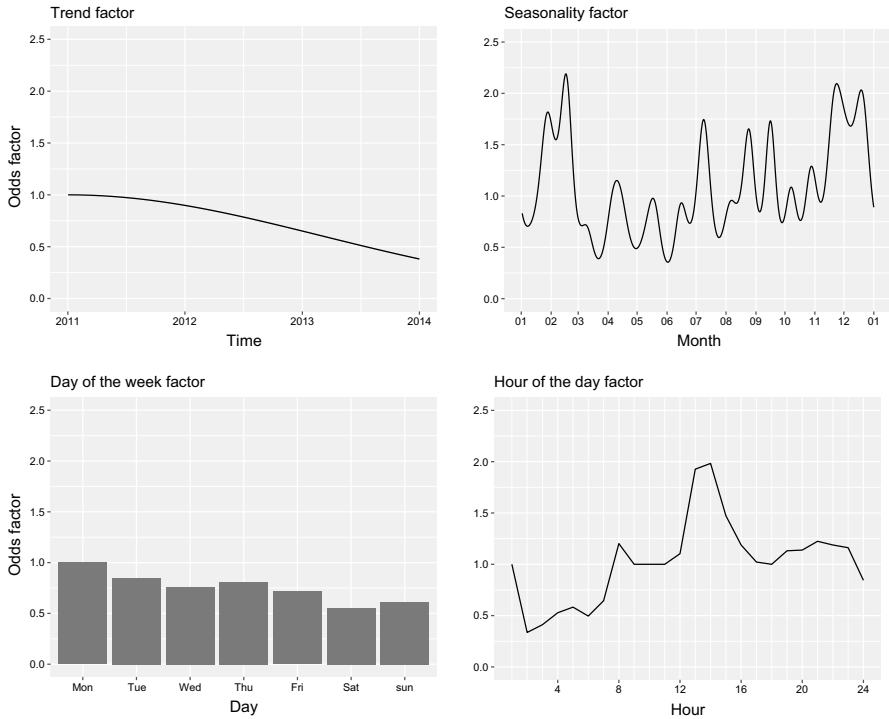 Trend factor
Odds factor
2.5
2.0
1.5
1.0
0.5
0.0
2011 2012 2013 2014
Time
Seasonality factor
2.5
2.0
1.5
1.0
0.5
0.0
01 02 03 04 05 06 07 08 09 10 11 12 01
Month
Day of the week factor
Odds factor
2.5
2.0
1.5
1.0
0.5
0.0
Mon Tue Wed Thu Fri Sat sun
Day
Hour of the day factor
2.5
2.0
1.5
1.0
0.5
0.0
4 8 12 16 20 24
Hour